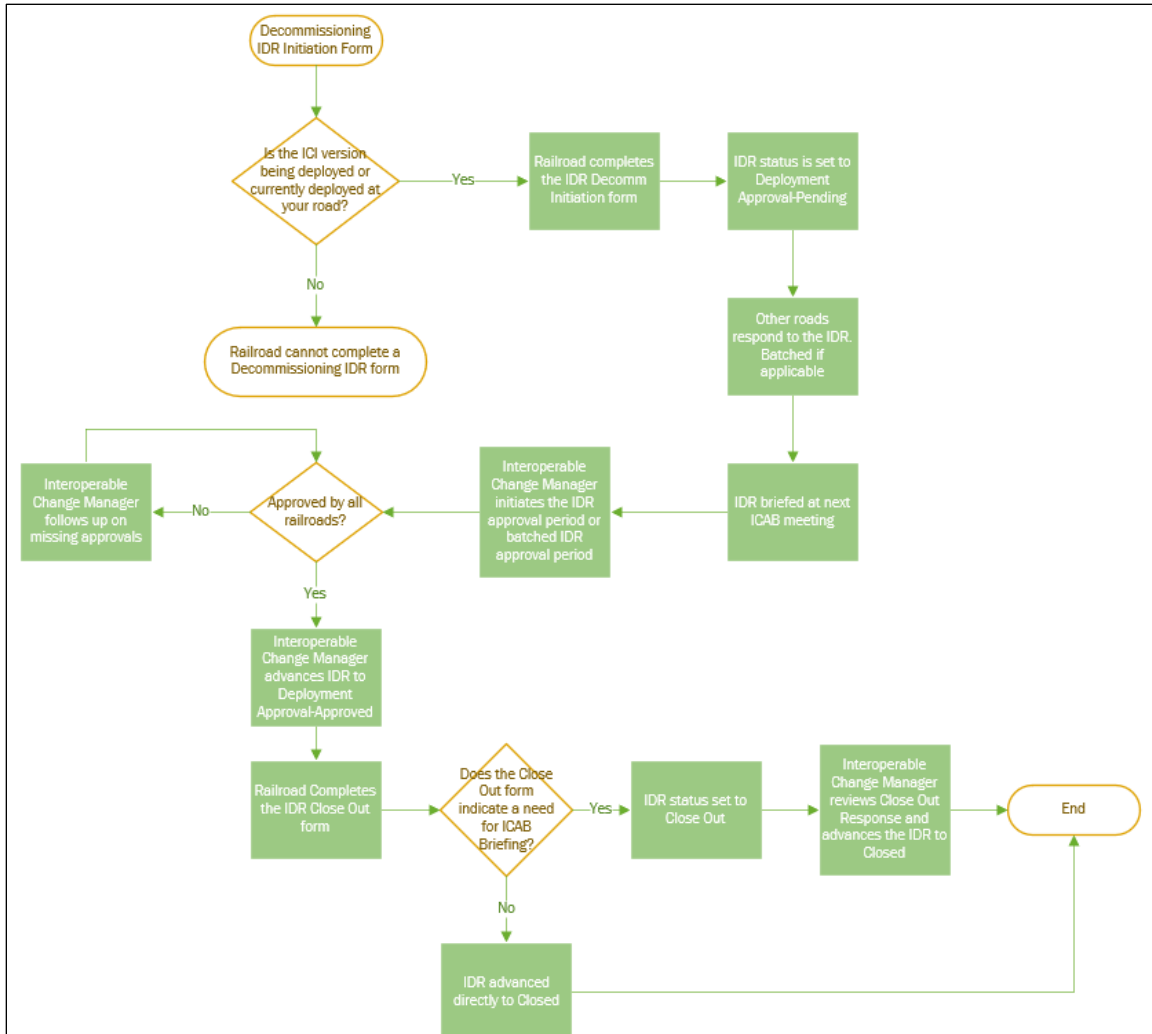 Decommissioning
IDR Initiation Form
Is the ICI version
being deployed or
currently deployed at
your road?
Yes
Railroad completes
the IDR Decomm
Initiation form
IDR status is set to
Deployment
Approval-Pending
No
Railroad cannot complete a
Decommissioning IDR form
Other roads
respond to the IDR.
Batched if
applicable
IDR briefed at next
ICAB meeting
Interoperable
Change Manager
initiates the IDR
approval period or
batched IDR
approval period
Approved by all
railroads?
No
Interoperable
Change Manager
follows up on
missing approvals
Yes
Interoperable
Change Manager
advances IDR to
Deployment
Approval-Approved
Railroad Completes
the IDR Close Out
form
Does the Close
Out form
indicate a need
for ICAB
Briefing?
Yes
IDR status set to
Close Out
Interoperable
Change Manager
reviews Close Out
Response and
advances the IDR to
Closed
End
No
IDR advanced
directly to Closed